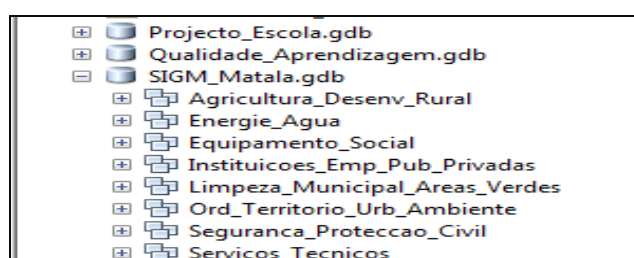 Projecto_Escola.gdb
Qualidade_Aprendizagem.gdb
SIGM_Matala.gdb
Agricultura_Desenv_Rural
Energie_Agua
Equipamento_Social
Instituicoes_Emp_Pub_Privadas
Limpeza_Municipal_Areas_Verdes
Ord_Territorio_Urb_Ambiente
Seguranca_Proteccao_Civil
Servicos_Tecnicos